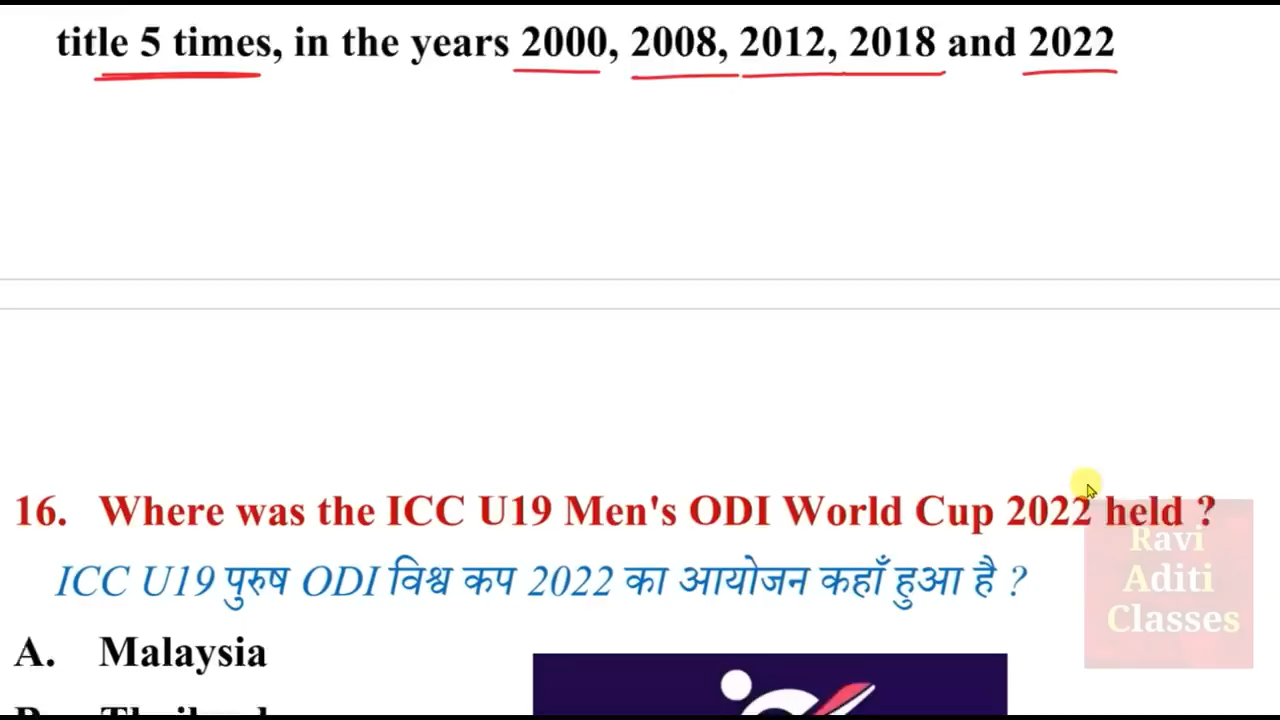 title 5 times, in the years 2000, 2008, 2012, 2018 and 2022
16. Where was the ICC U19 Men's ODI World Cup 2022 held ?
ICC U19 पुरुष ODI विश्व कप 2022 का आयोजन कहाँ हुआ है ?
Ravi
Aditi
Classes
A. Malaysia